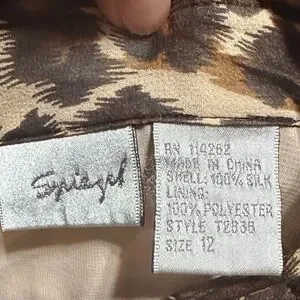 Spiegel
RN 114262
MADE IN CHINA
SHELL: 100% SILK
LINING:
100% POLYESTER
STYLE T2838
SIZE 12